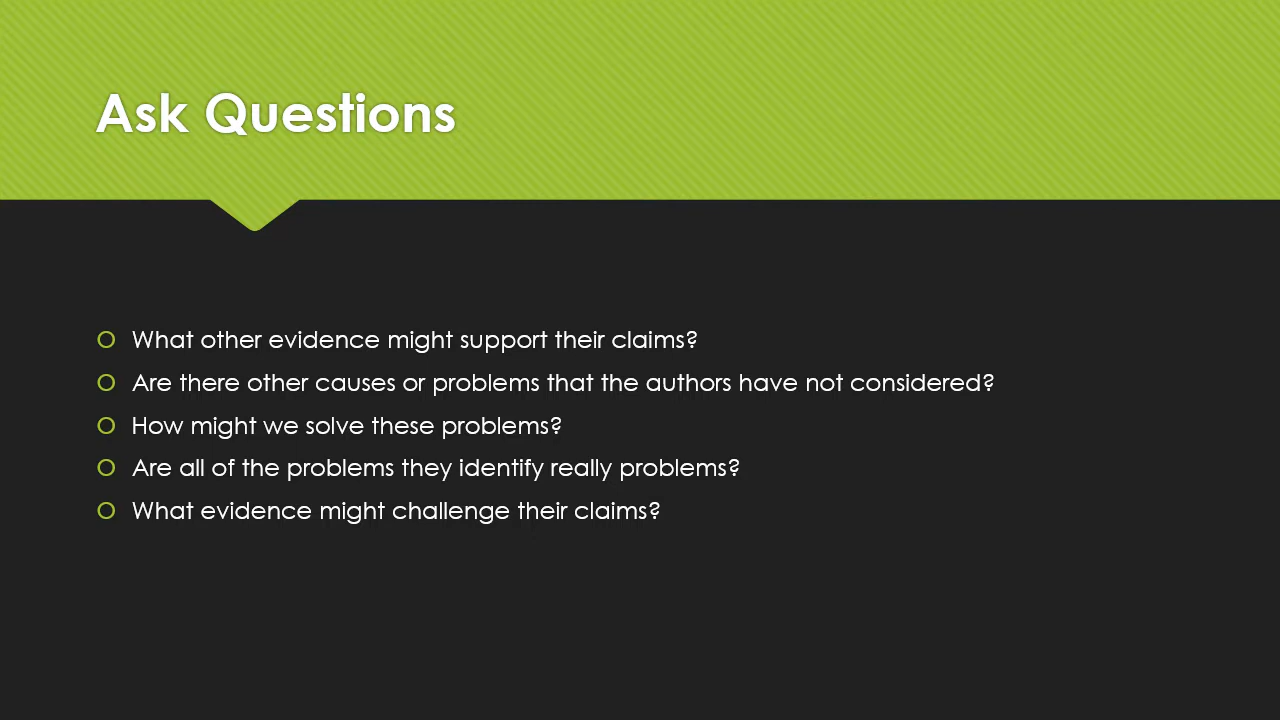 Ask Questions
What other evidence might support their claims?
Are there other causes or problems that the authors have not considered?
How might we solve these problems?
Are all of the problems they identify really problems?
What evidence might challenge their claims?